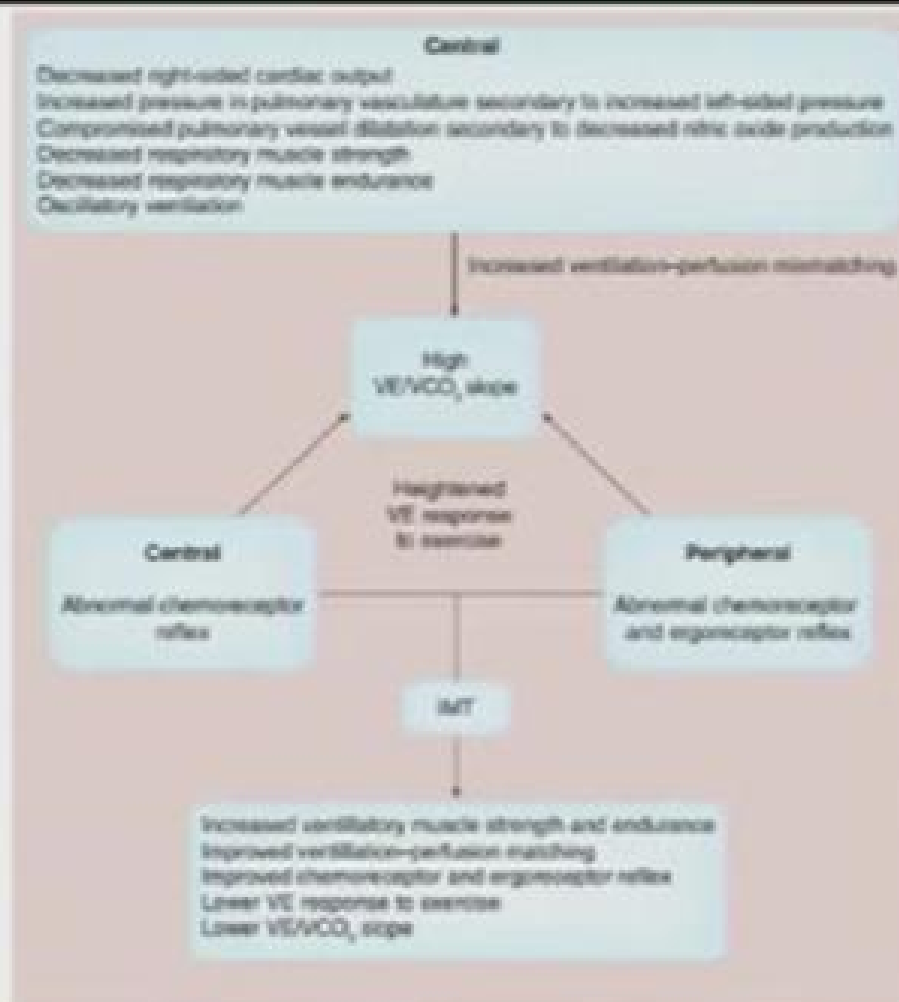 Central
Decreased right-sided cardiac output
Increased pressure in pulmonary vasculature secondary to increased left-sided pressure
Compromised pulmonary vessel dilatation secondary to decreased nitric oxide production
Decreased respiratory muscle strength
Decreased respiratory muscle endurance
Oscillatory ventilation
Increased ventilation–perfusion mismatching
High
VE/VCO₂ slope
Heightened
VE response
to exercise
Central
Abnormal chemoreceptor
reflex
Peripheral
Abnormal chemoreceptor
and ergoreceptor reflex
IMT
Increased ventillatory muscle strength and endurance
Improved ventillation–perfusion matching
Improved chemoreceptor and ergoreceptor reflex
Lower VE response to exercise
Lower VE/VCO₂ slope